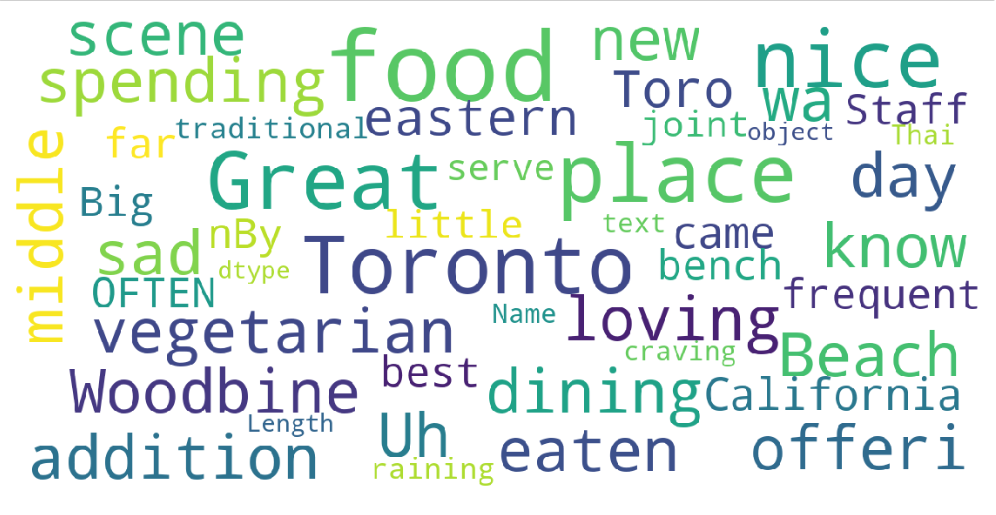 scene
food
new
nice
spending
Toro
wa
Staff
eastern
traditional
joint
object
Thai
far
middle
Great
serve
place
day
Big
little
text
came
know
nBy
sad
dtype
Toronto
bench
OFTEN
frequent
Name
loving
vegetarian
craving
Beach
best
Woodbine
dining
California
Length
Uh
addition
raining
eaten
offeri